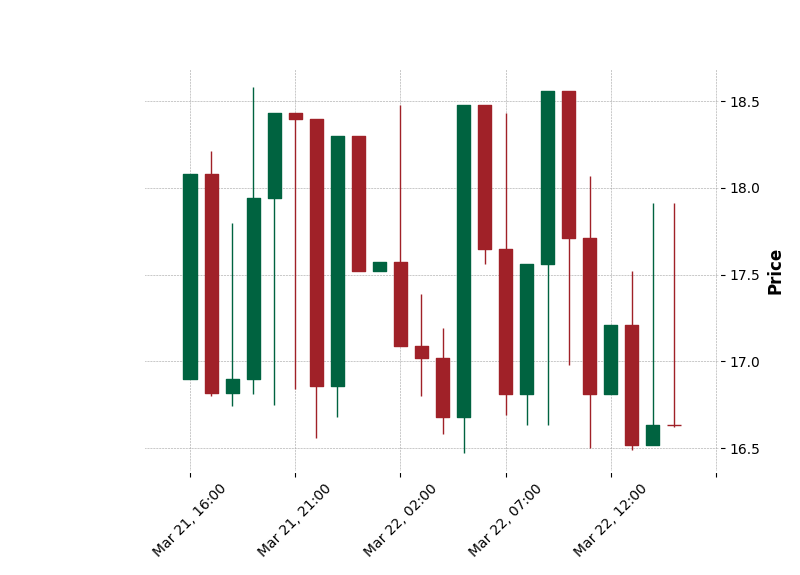 18.5
18.0
17.5
17.0
16.5
Price
Mar 21, 16:00
Mar 21, 21:00
Mar 22, 02:00
Mar 22, 07:00
Mar 22, 12:00